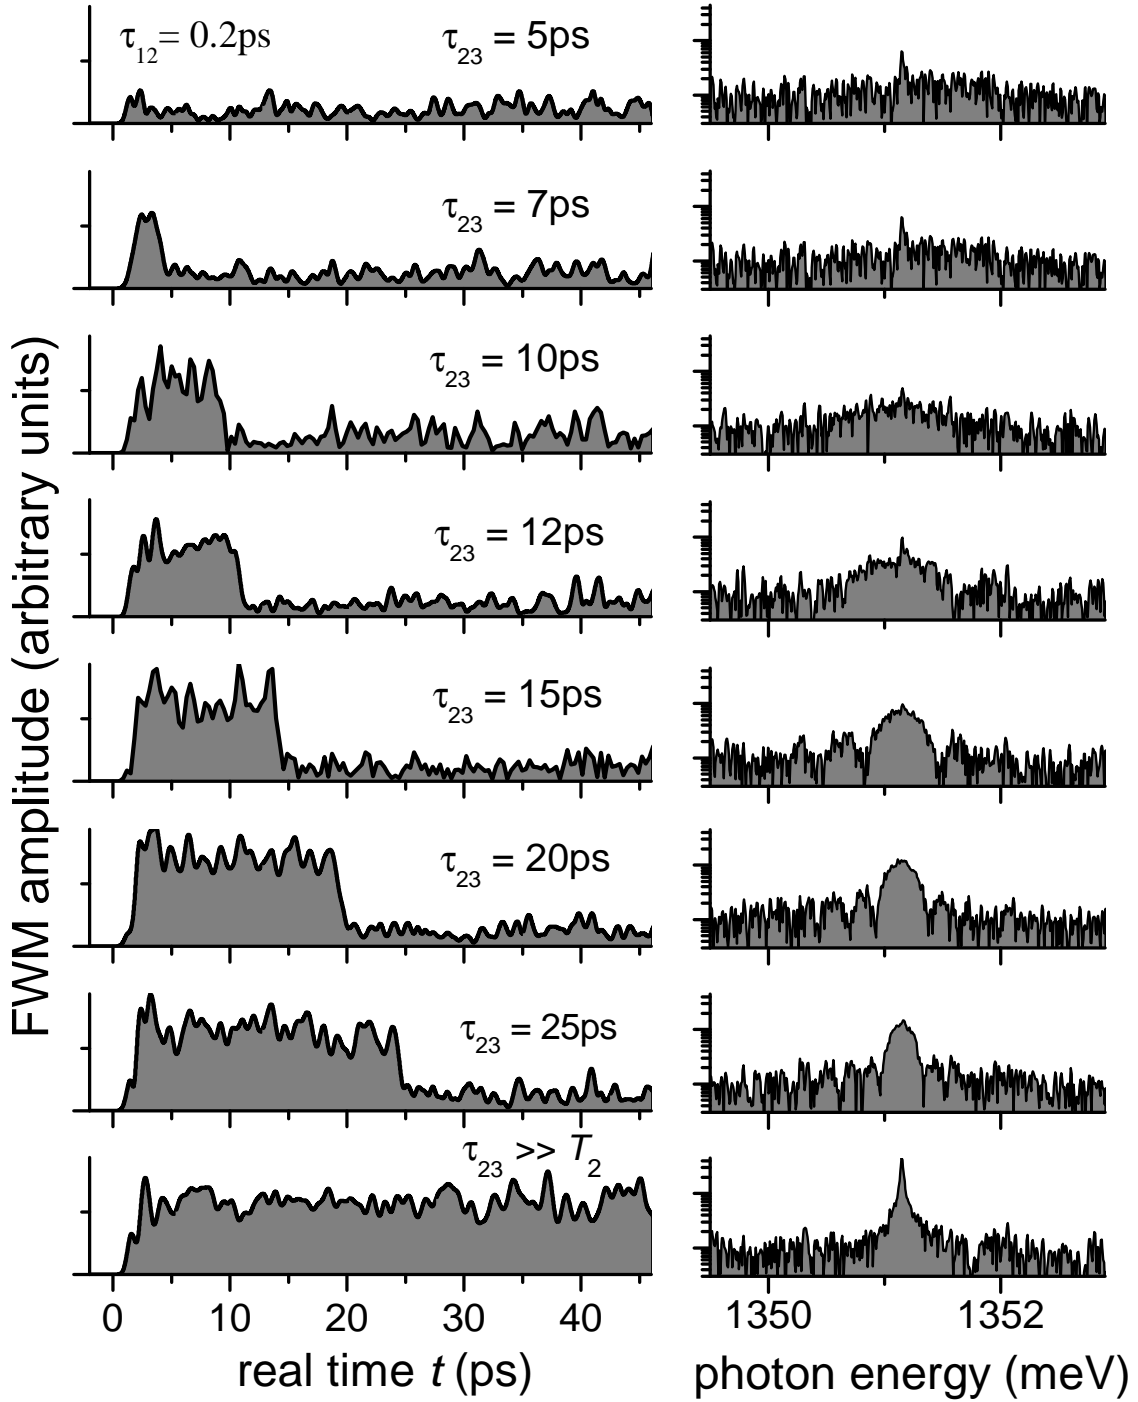 τ12= 0.2ps
τ23 = 5ps
τ23 = 7ps
τ23 = 10ps
τ23 = 12ps
τ23 = 15ps
τ23 = 20ps
τ23 = 25ps
τ23 >> T2
FWM amplitude (arbitrary units)
0 10 20 30 40
1350 1352
real time t (ps)
photon energy (meV)